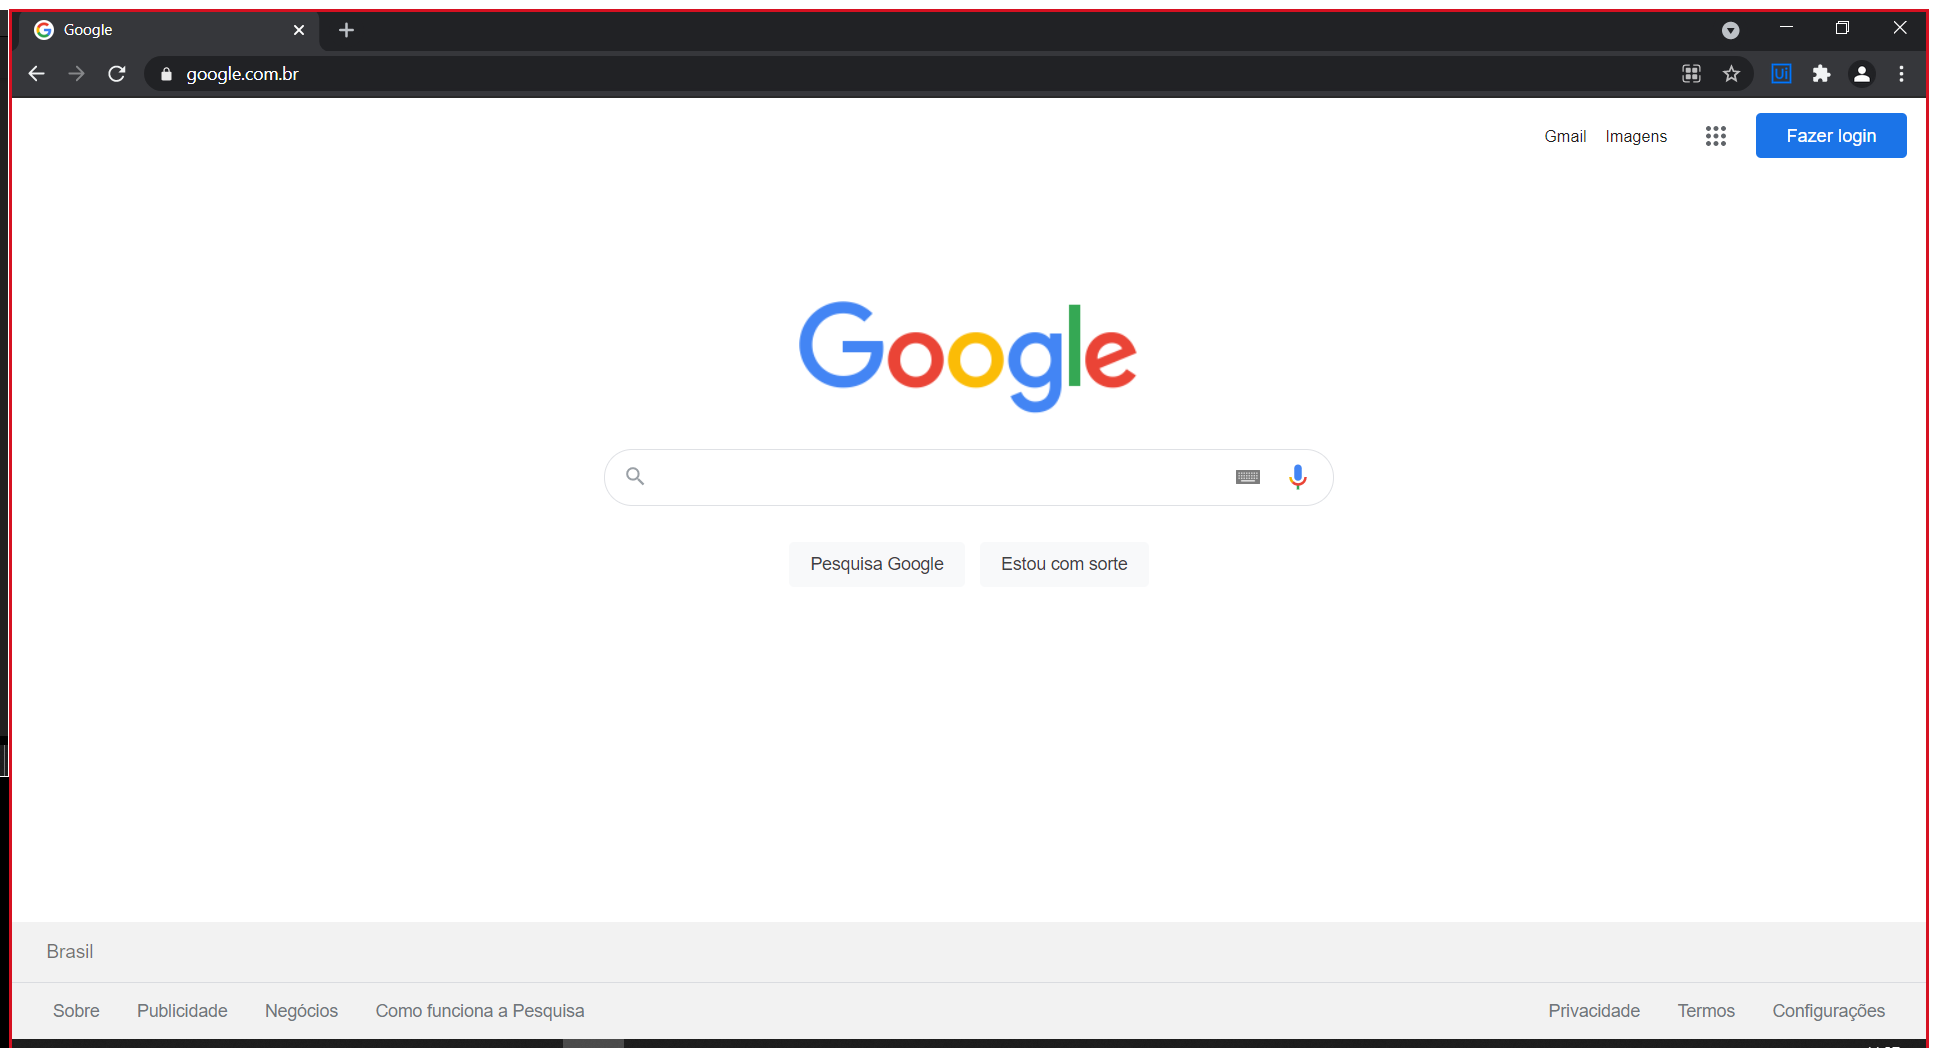 Google
google.com.br
Ui
Gmail Imagens Fazer login
Google
Pesquisa Google Estou com sorte
Brasil
Sobre Publicidade Negócios Como funciona a Pesquisa Privacidade Termos Configurações